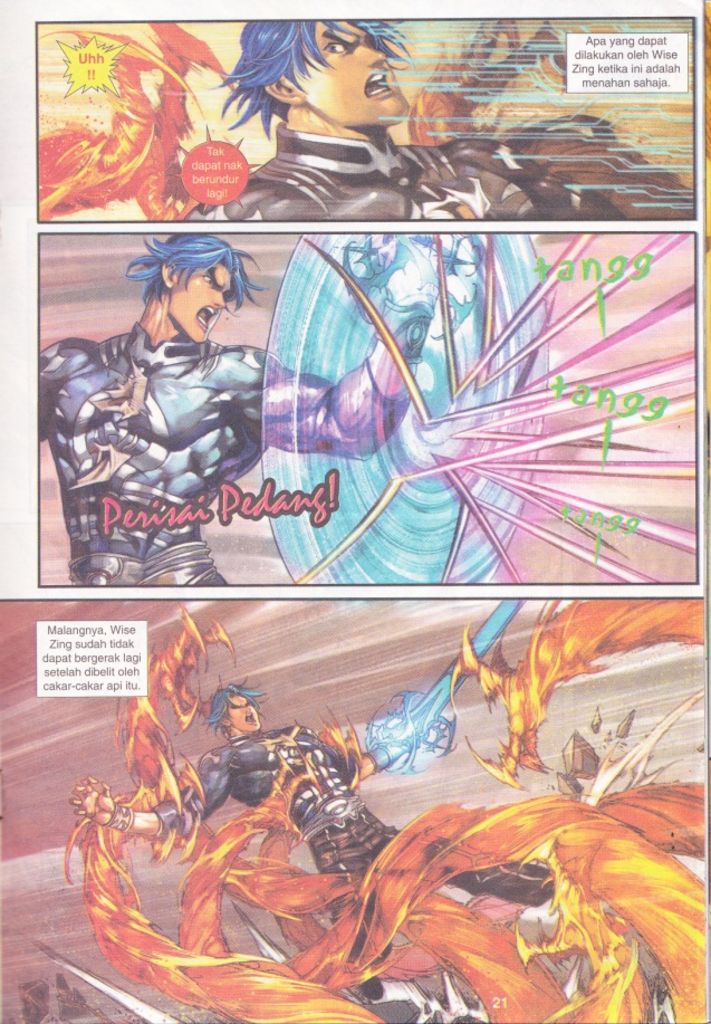 Uhh
!!
Apa yang dapat
dilakukan oleh Wise
Zing ketika ini adalah
menahan sahaja.
Tak
dapat nak
berundur
lagi!
tangg
!
tangg
!
tangg
!
Perisai Pedang!
Malangnya, Wise
Zing sudah tidak
dapat bergerak lagi
setelah dibelit oleh
cakar-cakar api itu.
21